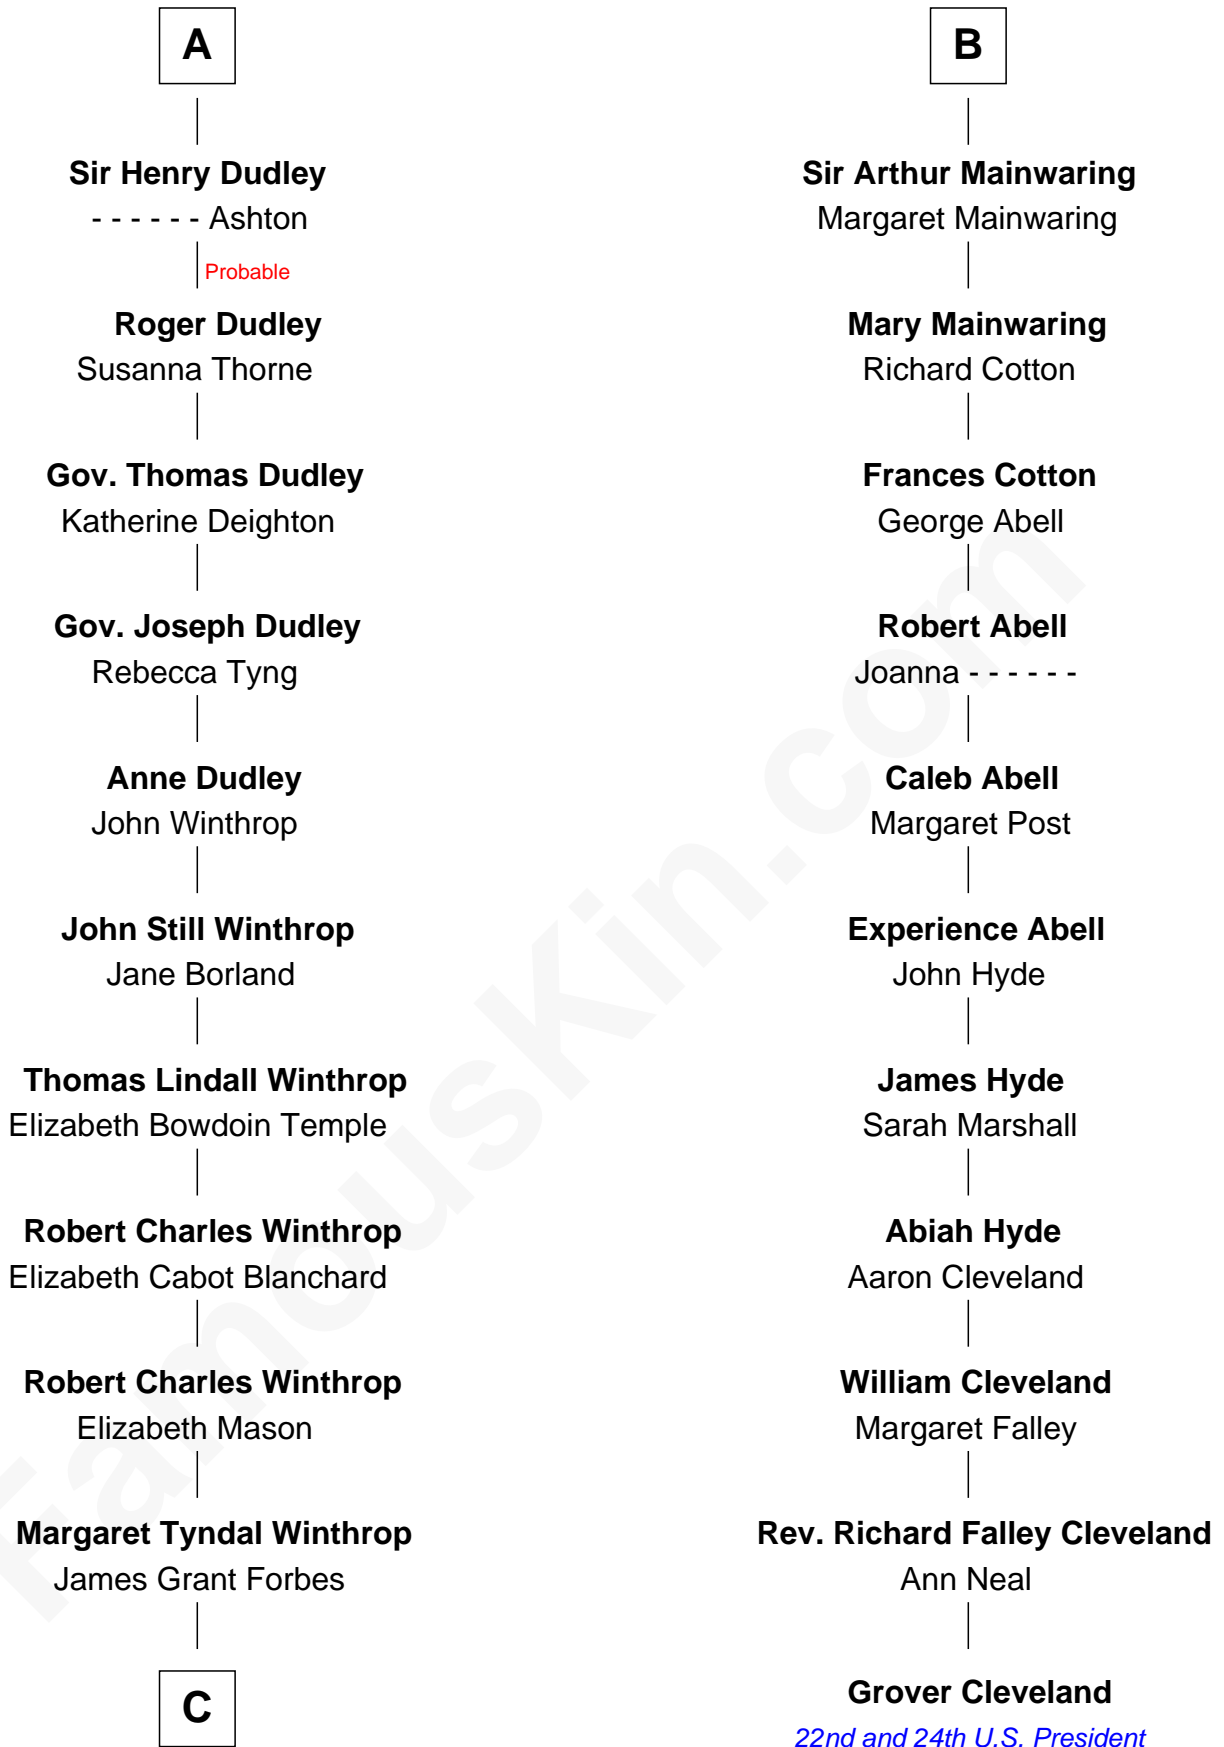 A
Sir Henry Dudley
- - - - - - Ashton
Probable
Roger Dudley
Susanna Thorne
Gov. Thomas Dudley
Katherine Deighton
Gov. Joseph Dudley
Rebecca Tyng
Anne Dudley
John Winthrop
John Still Winthrop
Jane Borland
Thomas Lindall Winthrop
Elizabeth Bowdoin Temple
Robert Charles Winthrop
Elizabeth Cabot Blanchard
Robert Charles Winthrop
Elizabeth Mason
Margaret Tyndal Winthrop
James Grant Forbes
C
B
Sir Arthur Mainwaring
Margaret Mainwaring
Mary Mainwaring
Richard Cotton
Frances Cotton
George Abell
Robert Abell
Joanna - - - - - -
Caleb Abell
Margaret Post
Experience Abell
John Hyde
James Hyde
Sarah Marshall
Abiah Hyde
Aaron Cleveland
William Cleveland
Margaret Falley
Rev. Richard Falley Cleveland
Ann Neal
Grover Cleveland
22nd and 24th U.S. President
FamousKin.com